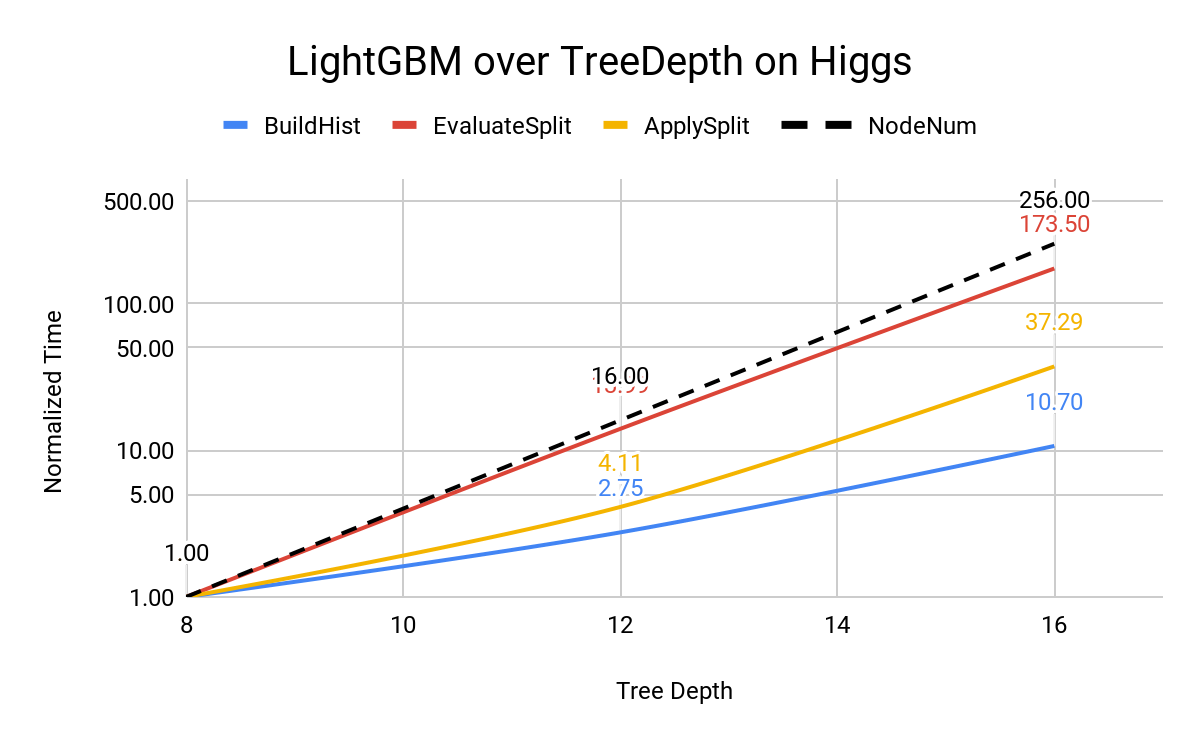 LightGBM over TreeDepth on Higgs
BuildHist EvaluateSplit ApplySplit NodeNum
500.00
100.00
50.00
10.00
5.00
1.00
Normalized Time
256.00
173.50
37.29
10.70
16.00
4.11
2.75
1.00
8 10 12 14 16
Tree Depth